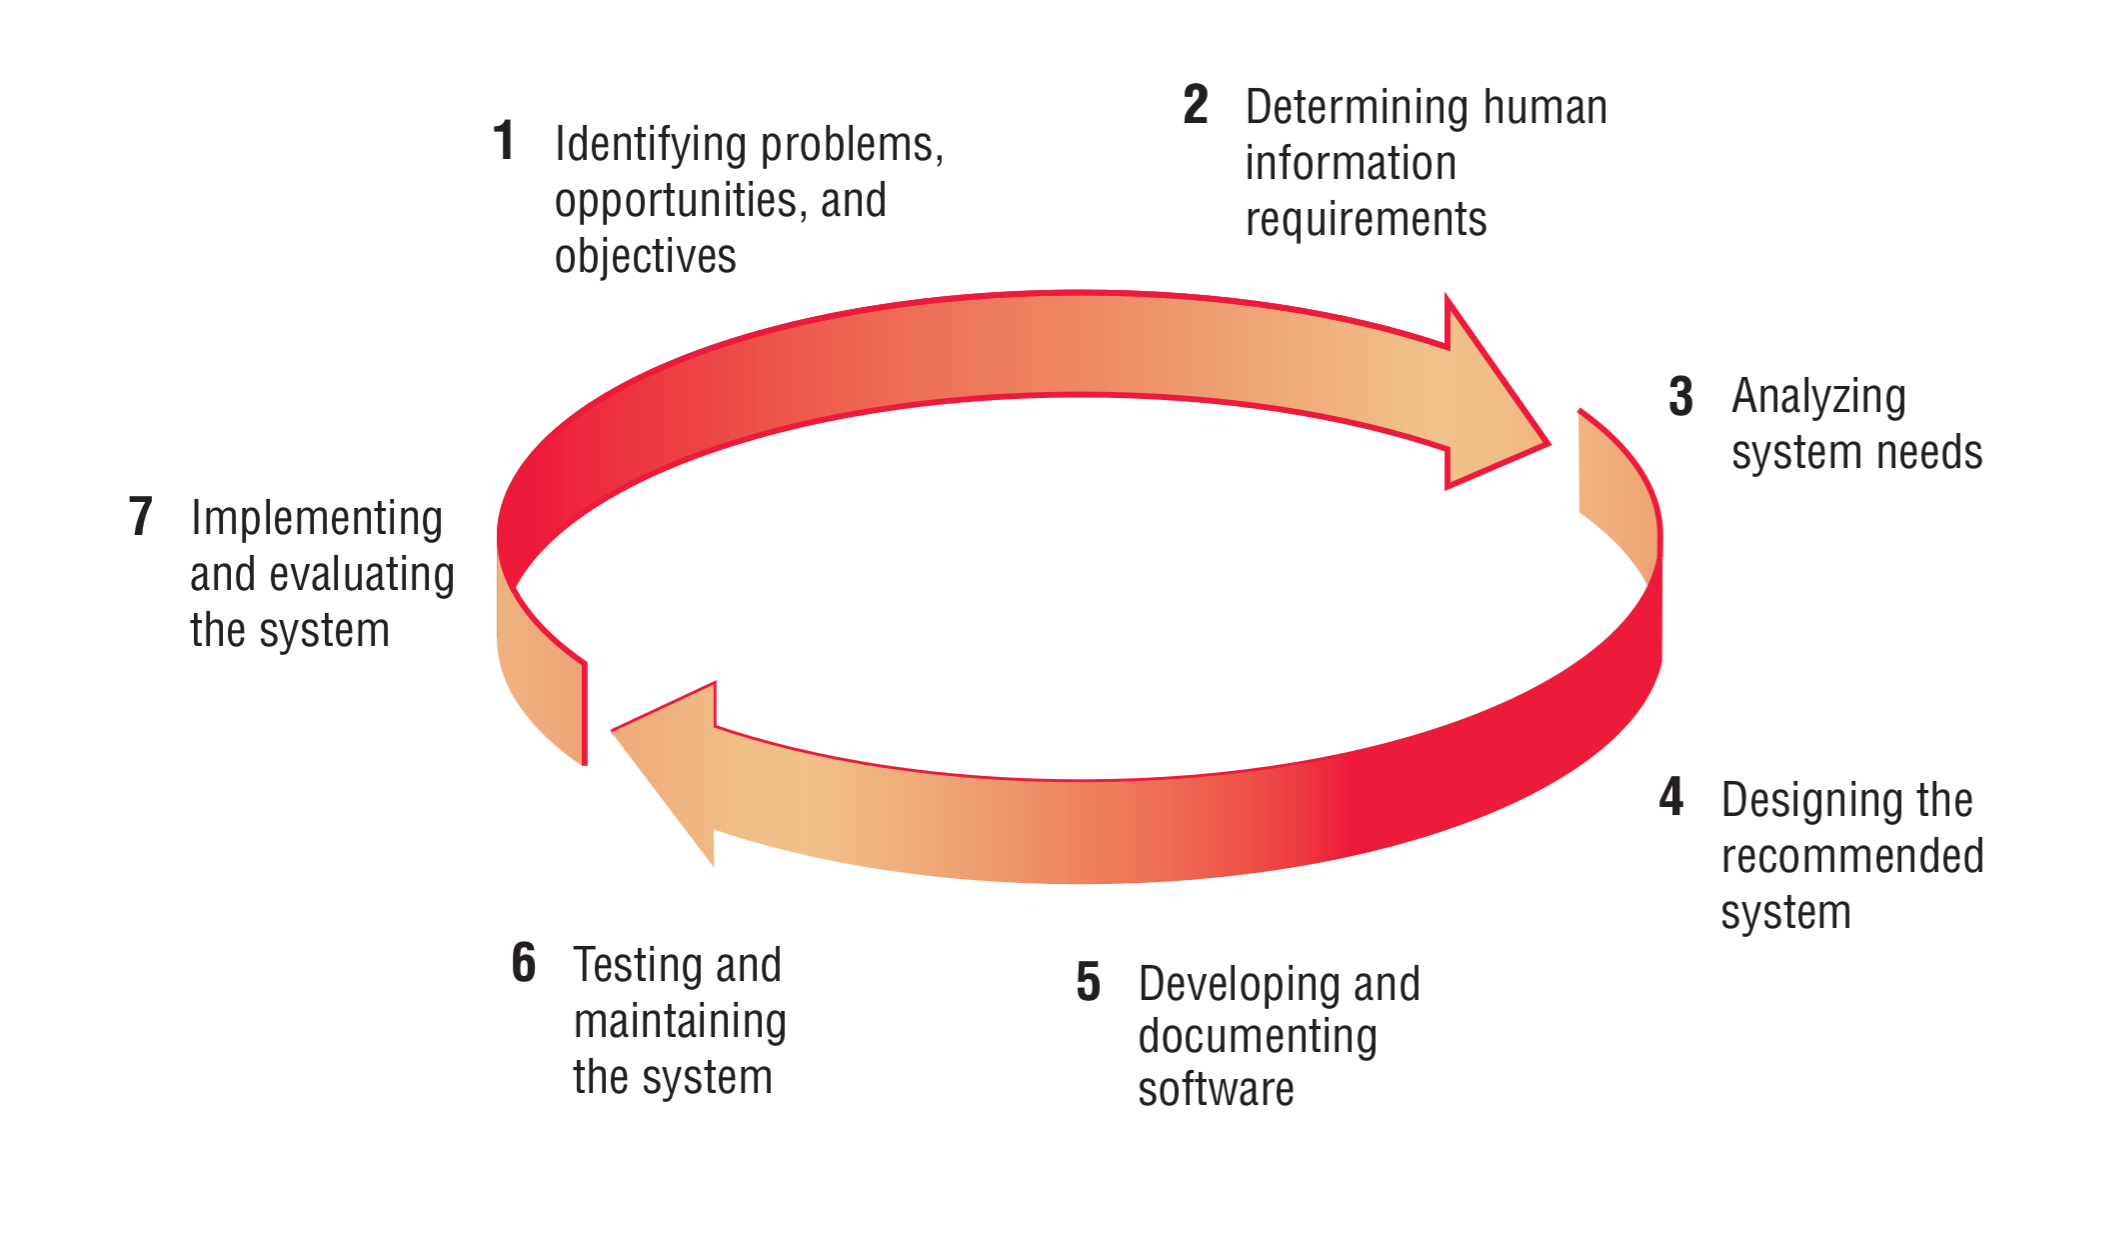 1 Identifying problems,
opportunities, and
objectives
2 Determining human
information
requirements
3 Analyzing
system needs
4 Designing the
recommended
system
5 Developing and
documenting
software
6 Testing and
maintaining
the system
7 Implementing
and evaluating
the system